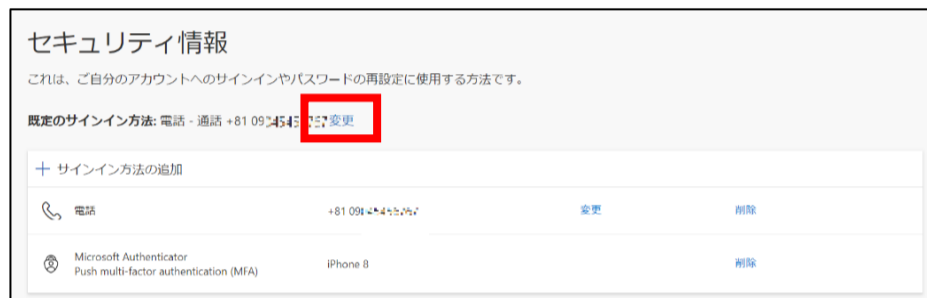 セキュリティ情報
これは、ご自分のアカウントへのサインインやパスワードの再設定に使用する方法です。
既定のサインイン方法: 電話 - 通話 +81 変更
+ サインイン方法の追加
電話 +81 変更 削除
Microsoft Authenticator
Push multi-factor authentication (MFA) iPhone 8 削除